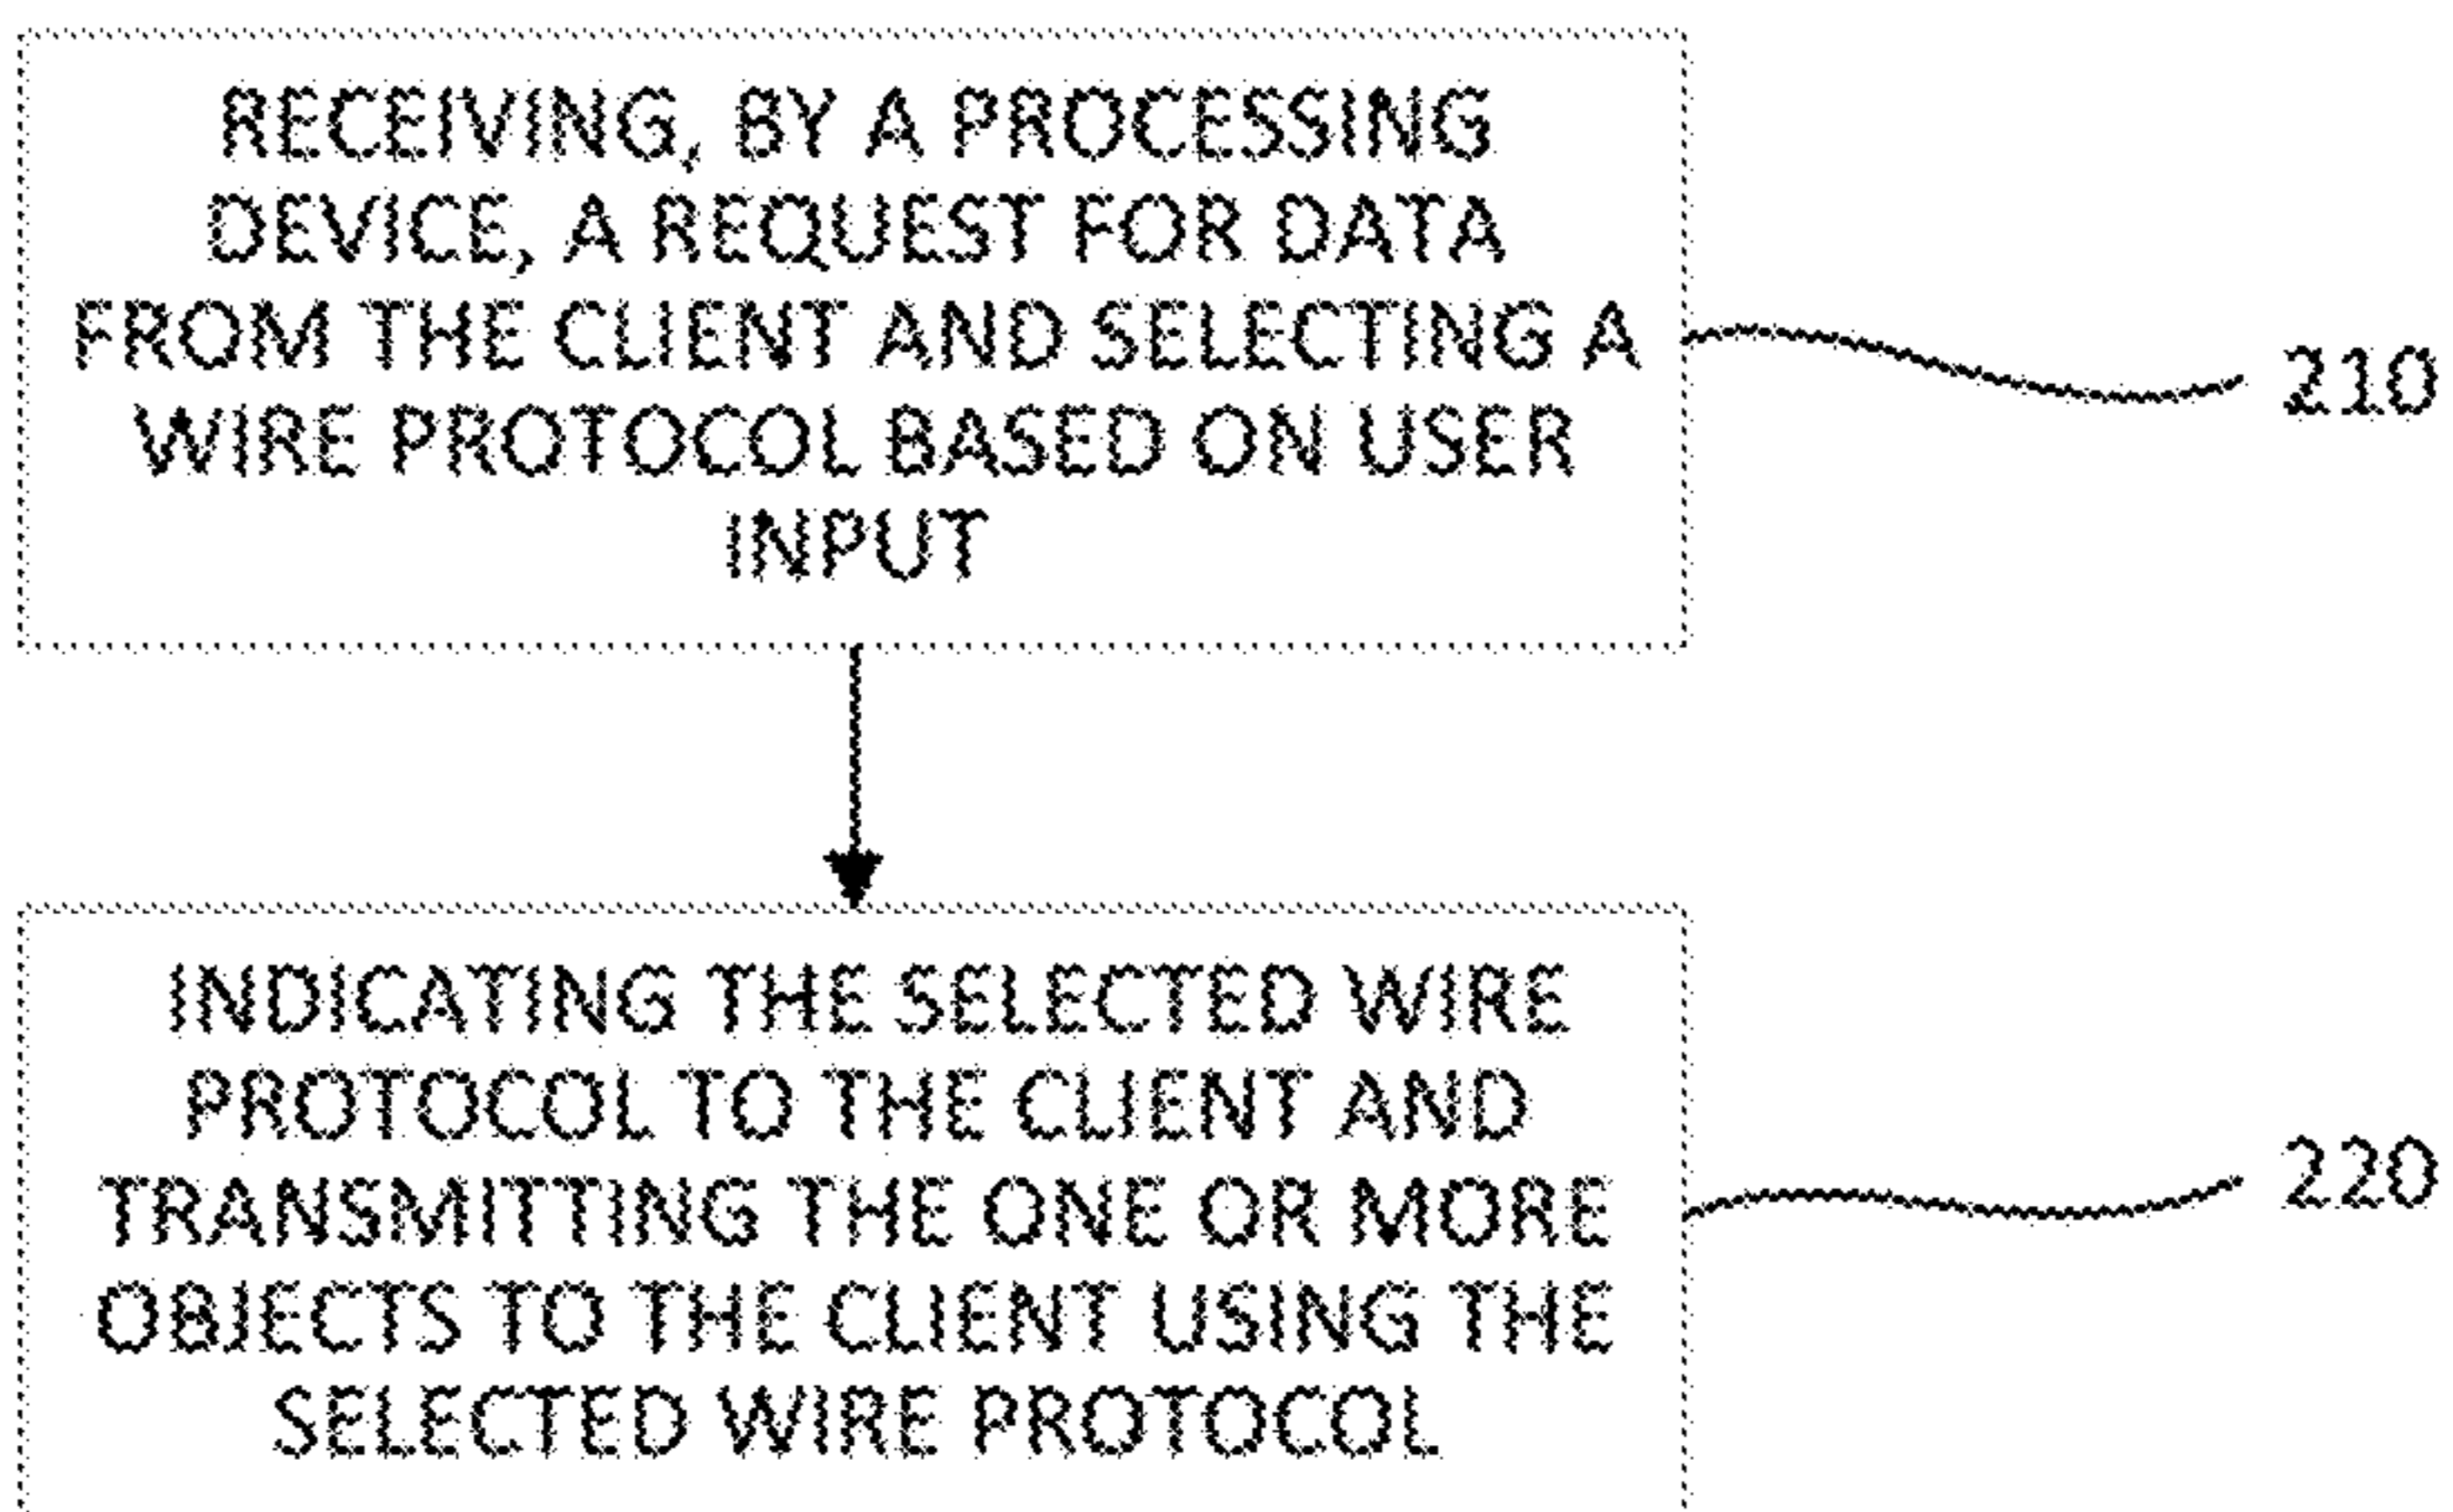 RECEIVING, BY A PROCESSING
DEVICE, A REQUEST FOR DATA
FROM THE CLIENT AND SELECTING A
WIRE PROTOCOL BASED ON USER
INPUT
210
INDICATING THE SELECTED WIRE
PROTOCOL TO THE CLIENT AND
TRANSMITTING THE ONE OR MORE
OBJECTS TO THE CLIENT USING THE
SELECTED WIRE PROTOCOL
220